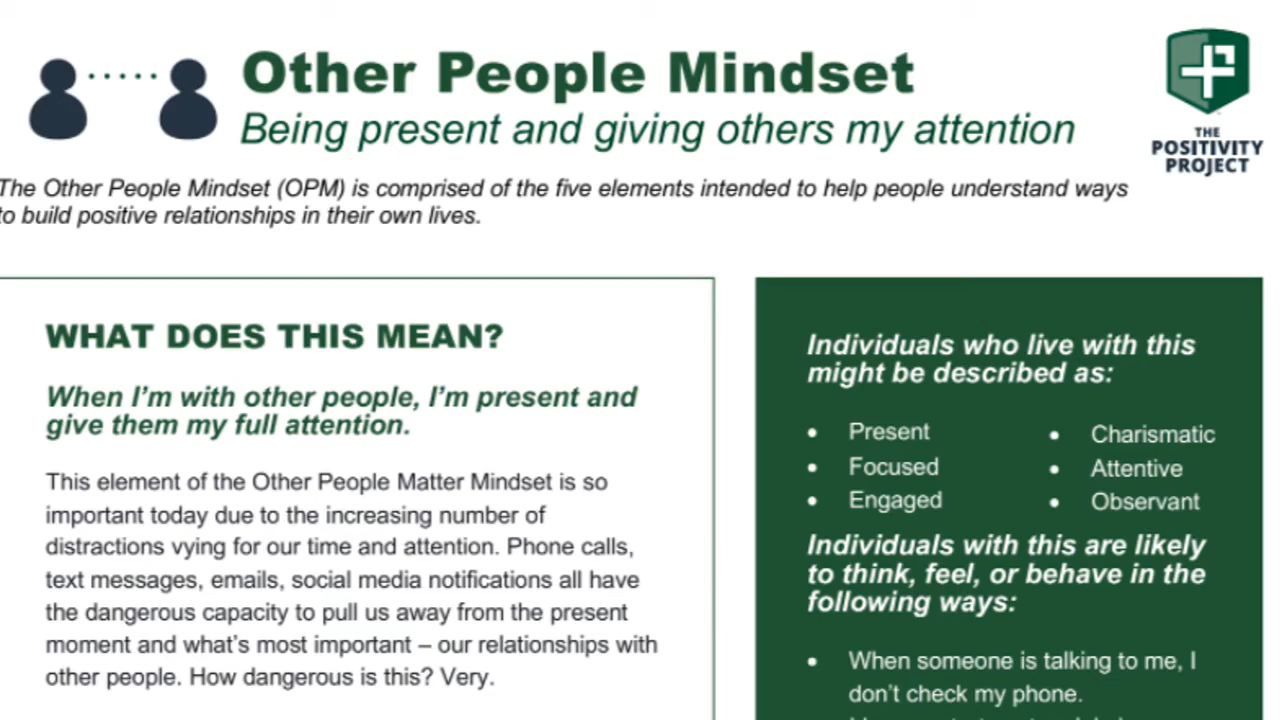 Other People Mindset
Being present and giving others my attention
THE
POSITIVITY
PROJECT
The Other People Mindset (OPM) is comprised of the five elements intended to help people understand ways
to build positive relationships in their own lives.
WHAT DOES THIS MEAN?
When I'm with other people, I'm present and
give them my full attention.
This element of the Other People Matter Mindset is so
important today due to the increasing number of
distractions vying for our time and attention. Phone calls,
text messages, emails, social media notifications all have
the dangerous capacity to pull us away from the present
moment and what's most important – our relationships with
other people. How dangerous is this? Very.
Individuals who live with this
might be described as:
• Present
• Focused
• Engaged
• Charismatic
• Attentive
• Observant
Individuals with this are likely
to think, feel, or behave in the
following ways:
• When someone is talking to me, I
don't check my phone.